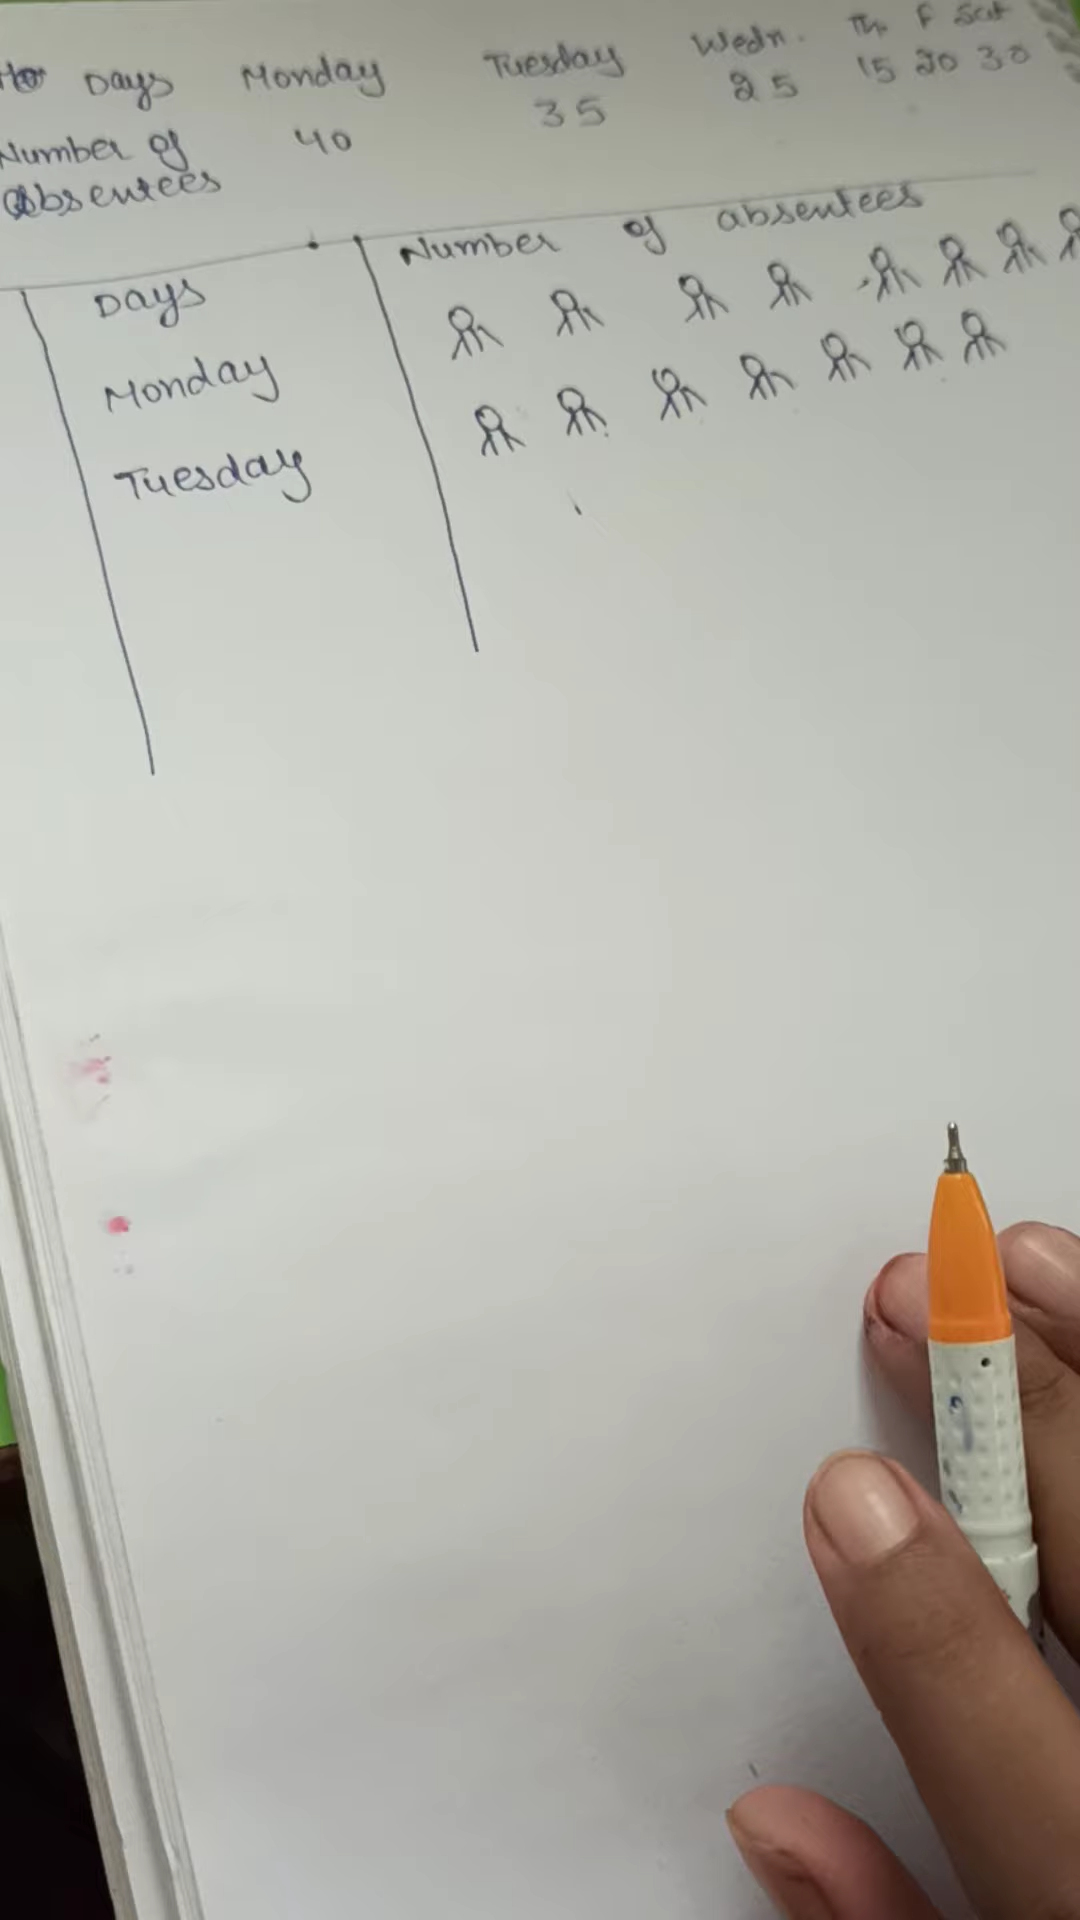 Days Monday Tuesday Wedn. Th F Sat
Number of 40 35 25 15 20 30
absentees
Days Number of absentees
Monday
Tuesday